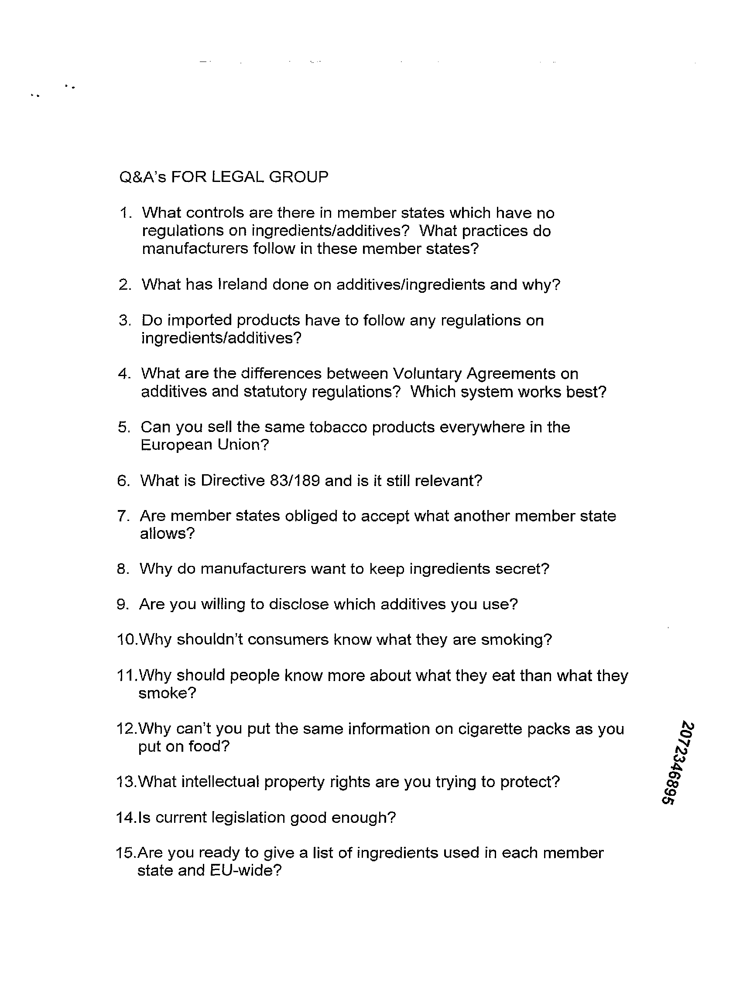 Q&A's FOR LEGAL GROUP
1. What controls are there in member states which have no
regulations on ingredients/additives? What practices do
manufacturers follow in these member states?
2. What has Ireland done on additives/ingredients and why?
3. Do imported products have to follow any regulations on
ingredients/additives?
4. What are the differences between Voluntary Agreements on
additives and statutory regulations? Which system works best?
5. Can you sell the same tobacco products everywhere in the
European Union?
6. What is Directive 83/189 and is it still relevant?
7. Are member states obliged to accept what another member state
allows?
8. Why do manufacturers want to keep ingredients secret?
9. Are you willing to disclose which additives you use?
10.Why shouldn't consumers know what they are smoking?
11.Why should people know more about what they eat than what they
smoke?
12.Why can't you put the same information on cigarette packs as you
put on food?
13.What intellectual property rights are you trying to protect?
14.Is current legislation good enough?
15.Are you ready to give a list of ingredients used in each member
state and EU-wide?
2072346895